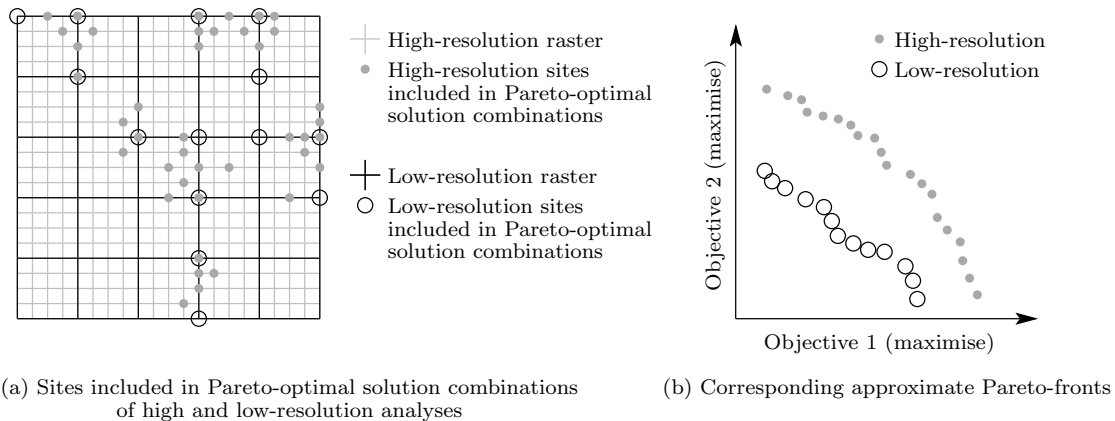 High-resolution raster
High-resolution sites
included in Pareto-optimal
solution combinations
Low-resolution raster
Low-resolution sites
included in Pareto-optimal
solution combinations
(a) Sites included in Pareto-optimal solution combinations
of high and low-resolution analyses
High-resolution
Low-resolution
Objective 2 (maximise)
Objective 1 (maximise)
(b) Corresponding approximate Pareto-fronts